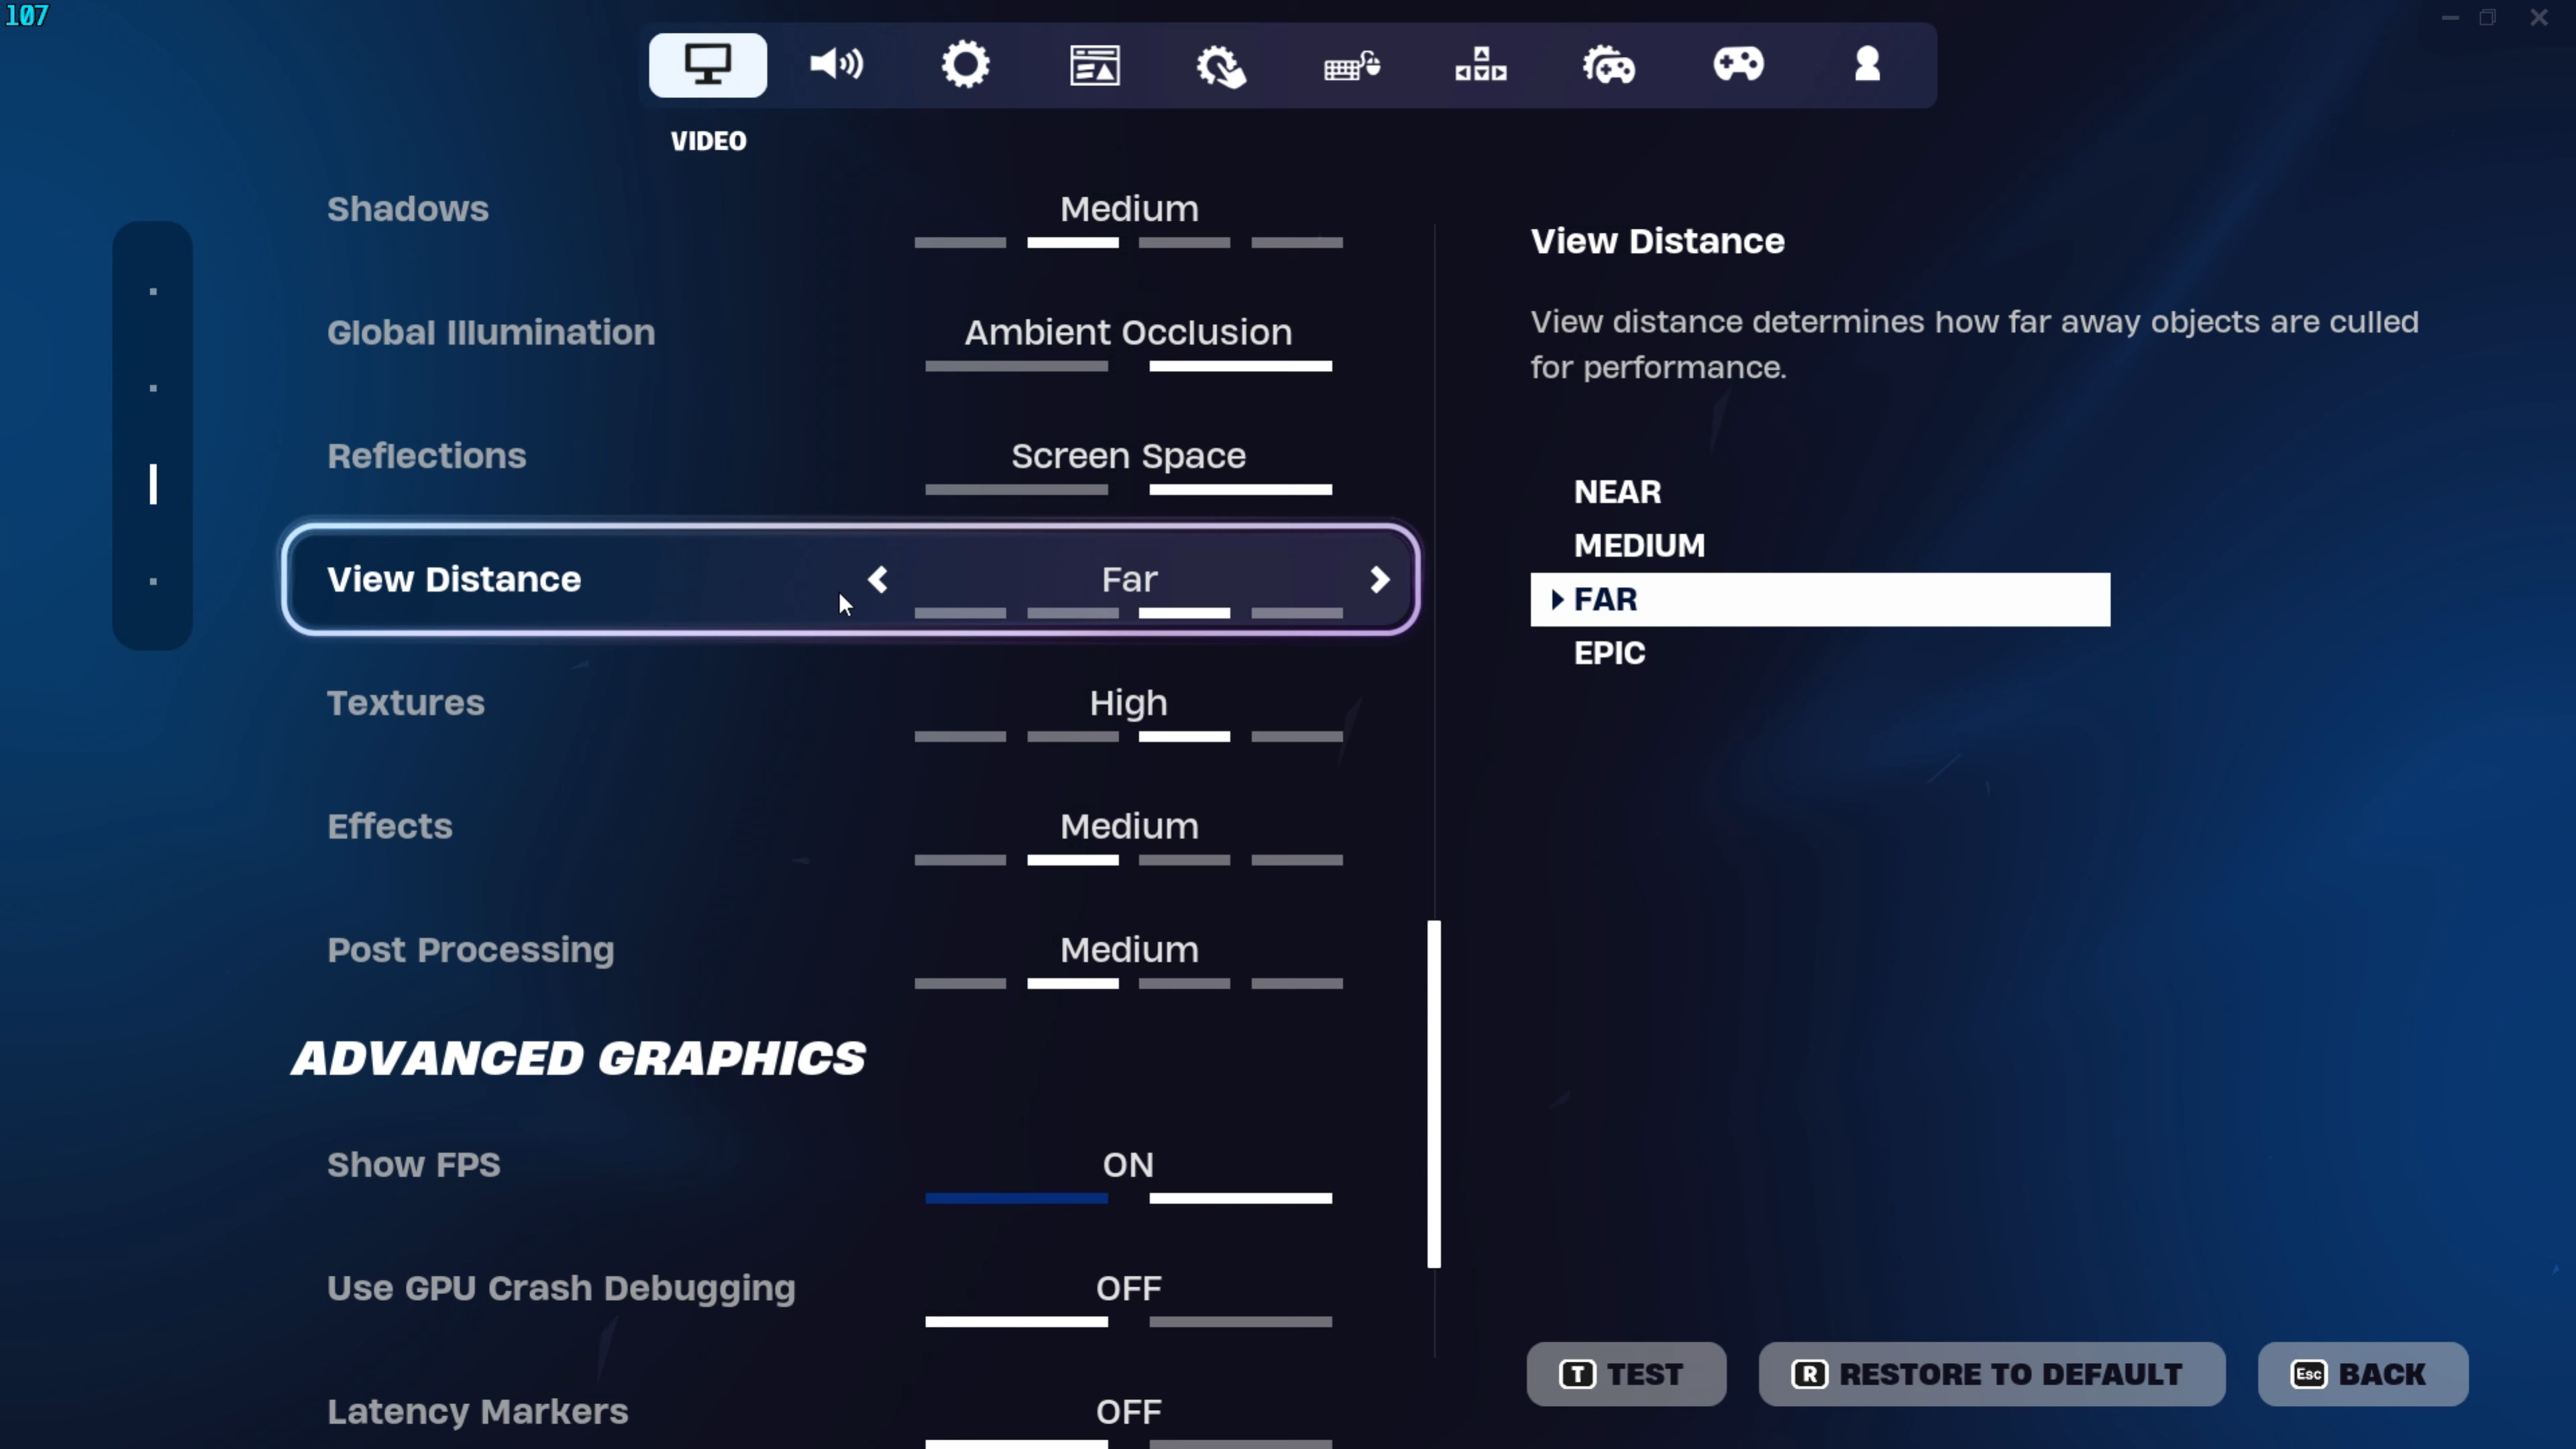 107
VIDEO
Shadows
Medium
Global Illumination
Ambient Occlusion
Reflections
Screen Space
View Distance
Far
Textures
High
Effects
Medium
Post Processing
Medium
ADVANCED GRAPHICS
Show FPS
ON
Use GPU Crash Debugging
OFF
Latency Markers
OFF
View Distance
View distance determines how far away objects are culled
for performance.
NEAR
MEDIUM
FAR
EPIC
T TEST
R RESTORE TO DEFAULT
Esc BACK